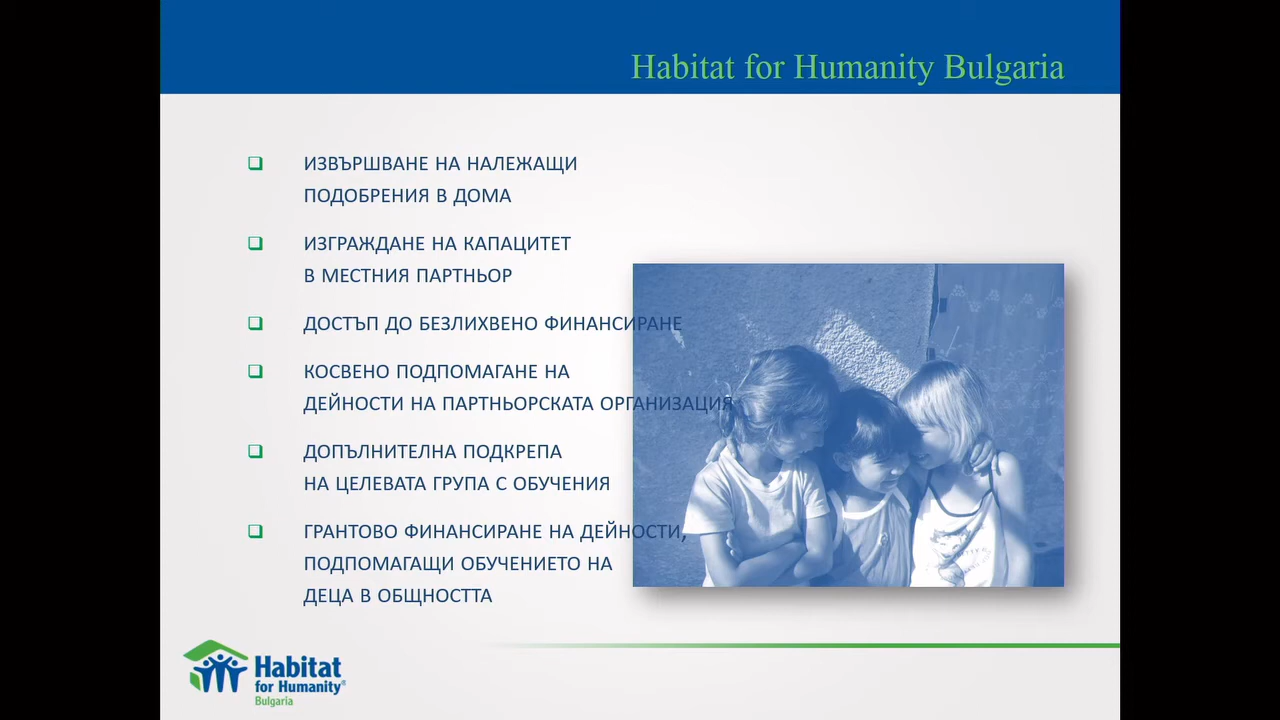 Habitat for Humanity Bulgaria
ИЗВЪРШВАНЕ НА НАЛЕЖАЩИ
ПОДОБРЕНИЯ В ДОМА
ИЗГРАЖДАНЕ НА КАПАЦИТЕТ
В МЕСТНИЯ ПАРТНЬОР
ДОСТЪП ДО БЕЗЛИХВЕНО ФИНАНСИРАНЕ
КОСВЕНО ПОДПОМАГАНЕ НА
ДЕЙНОСТИ НА ПАРТНЬОРСКАТА ОРГАНИЗАЦИЯ
ДОПЪЛНИТЕЛНА ПОДКРЕПА
НА ЦЕЛЕВАТА ГРУПА С ОБУЧЕНИЯ
ГРАНТОВО ФИНАНСИРАНЕ НА ДЕЙНОСТИ,
ПОДПОМАГАЩИ ОБУЧЕНИЕТО НА
ДЕЦА В ОБЩНОСТТА
Habitat
for Humanity®
Bulgaria